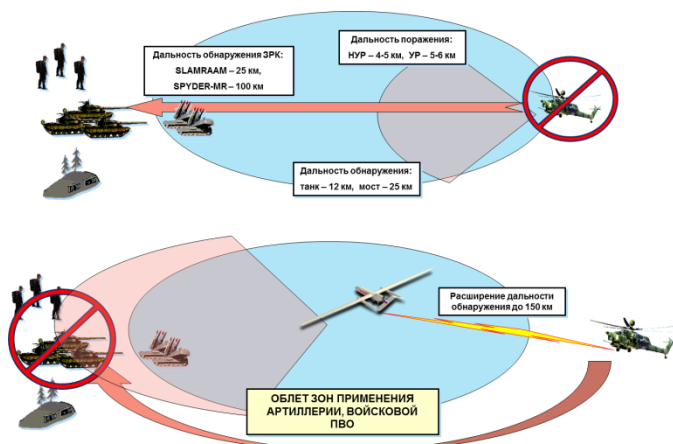 Дальность обнаружения ЗРК:
SLAMRAAM – 25 км,
SPYDER-MR – 100 км
Дальность поражения:
НУР – 4-5 км,  УР – 5-6 км
Дальность обнаружения:
танк – 12 км,  мост – 25 км
Расширение дальности
обнаружения до 150 км
ОБЛЕТ ЗОН ПРИМЕНЕНИЯ
АРТИЛЛЕРИИ, ВОЙСКОВОЙ
ПВО